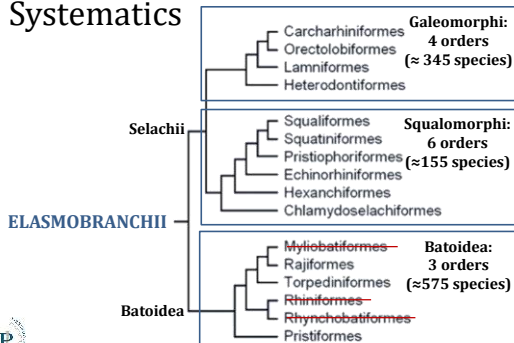 Systematics
Galeomorphi:
4 orders
(≈ 345 species)
Carcharhiniformes
Orectolobiformes
Lamniformes
Heterodontiformes
Selachii
Squalomorphi:
6 orders
(≈155 species)
Squaliformes
Squatiniformes
Pristiophoriformes
Echinorhiniformes
Hexanchiformes
Chlamydoselachiformes
ELASMOBRANCHII
Batoidea:
3 orders
(≈575 species)
Myliobatiformes
Rajiformes
Torpediniformes
Rhiniformes
Rhynchobatiformes
Pristiformes
Batoidea